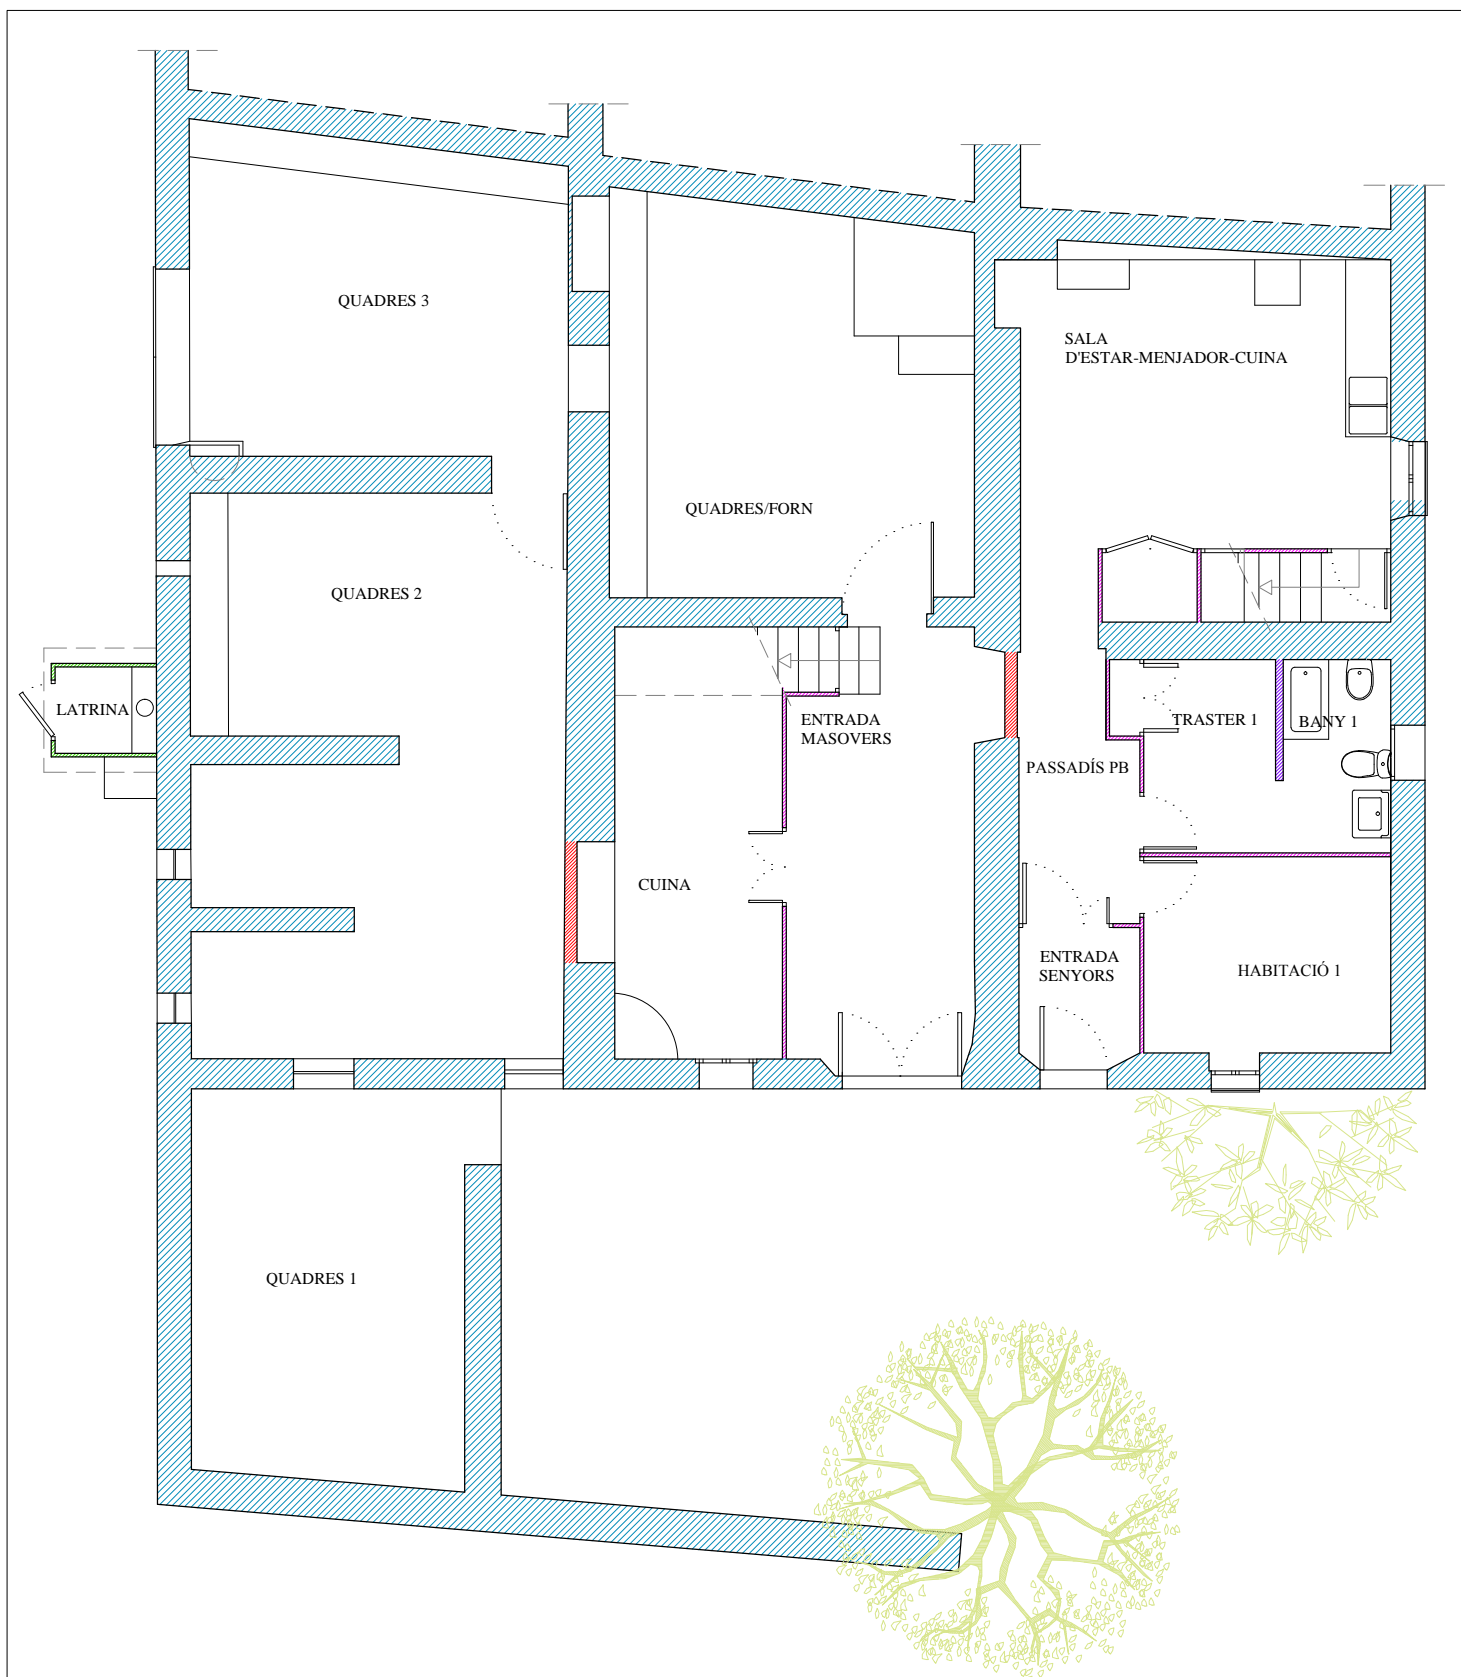 QUADRES 3
SALA
D'ESTAR-MENJADOR-CUINA
QUADRES/FORN
QUADRES 2
LATRINA
ENTRADA
MASOVERS
TRASTER 1
BANY 1
PASSADÍS PB
CUINA
ENTRADA
SENYORS
HABITACIÓ 1
QUADRES 1